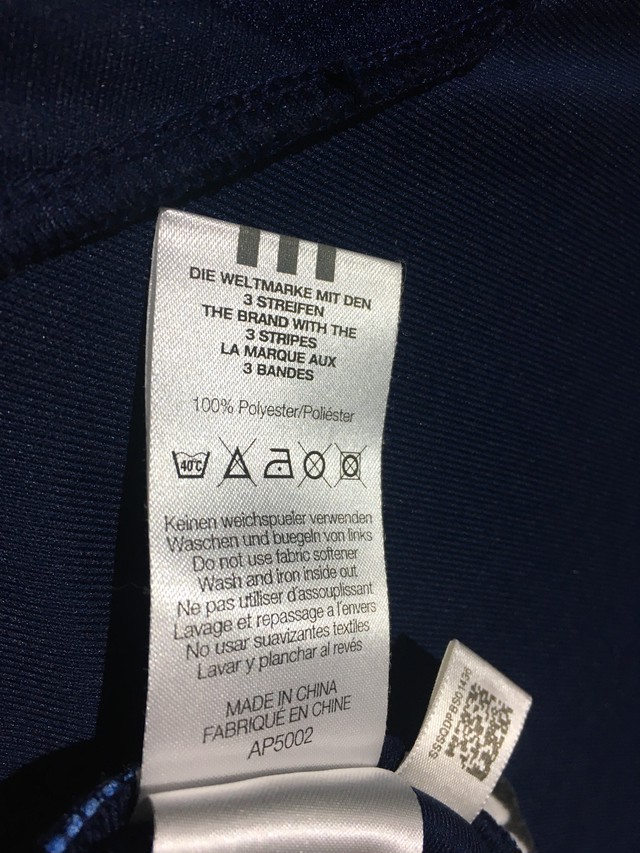 DIE WELTMARKE MIT DEN
3 STREIFEN
THE BRAND WITH THE
3 STRIPES
LA MARQUE AUX
3 BANDES
100% Polyester/Poliéster
40°C
Keinen weichspueler verwenden
Waschen und buegeln von links
Do not use fabric softener
Wash and iron inside out
Ne pas utiliser d'assouplissant
Lavage et repassage a l'envers
No usar suavizantes textiles
Lavar y planchar al revés
MADE IN CHINA
FABRIQUÉ EN CHINE
AP5002